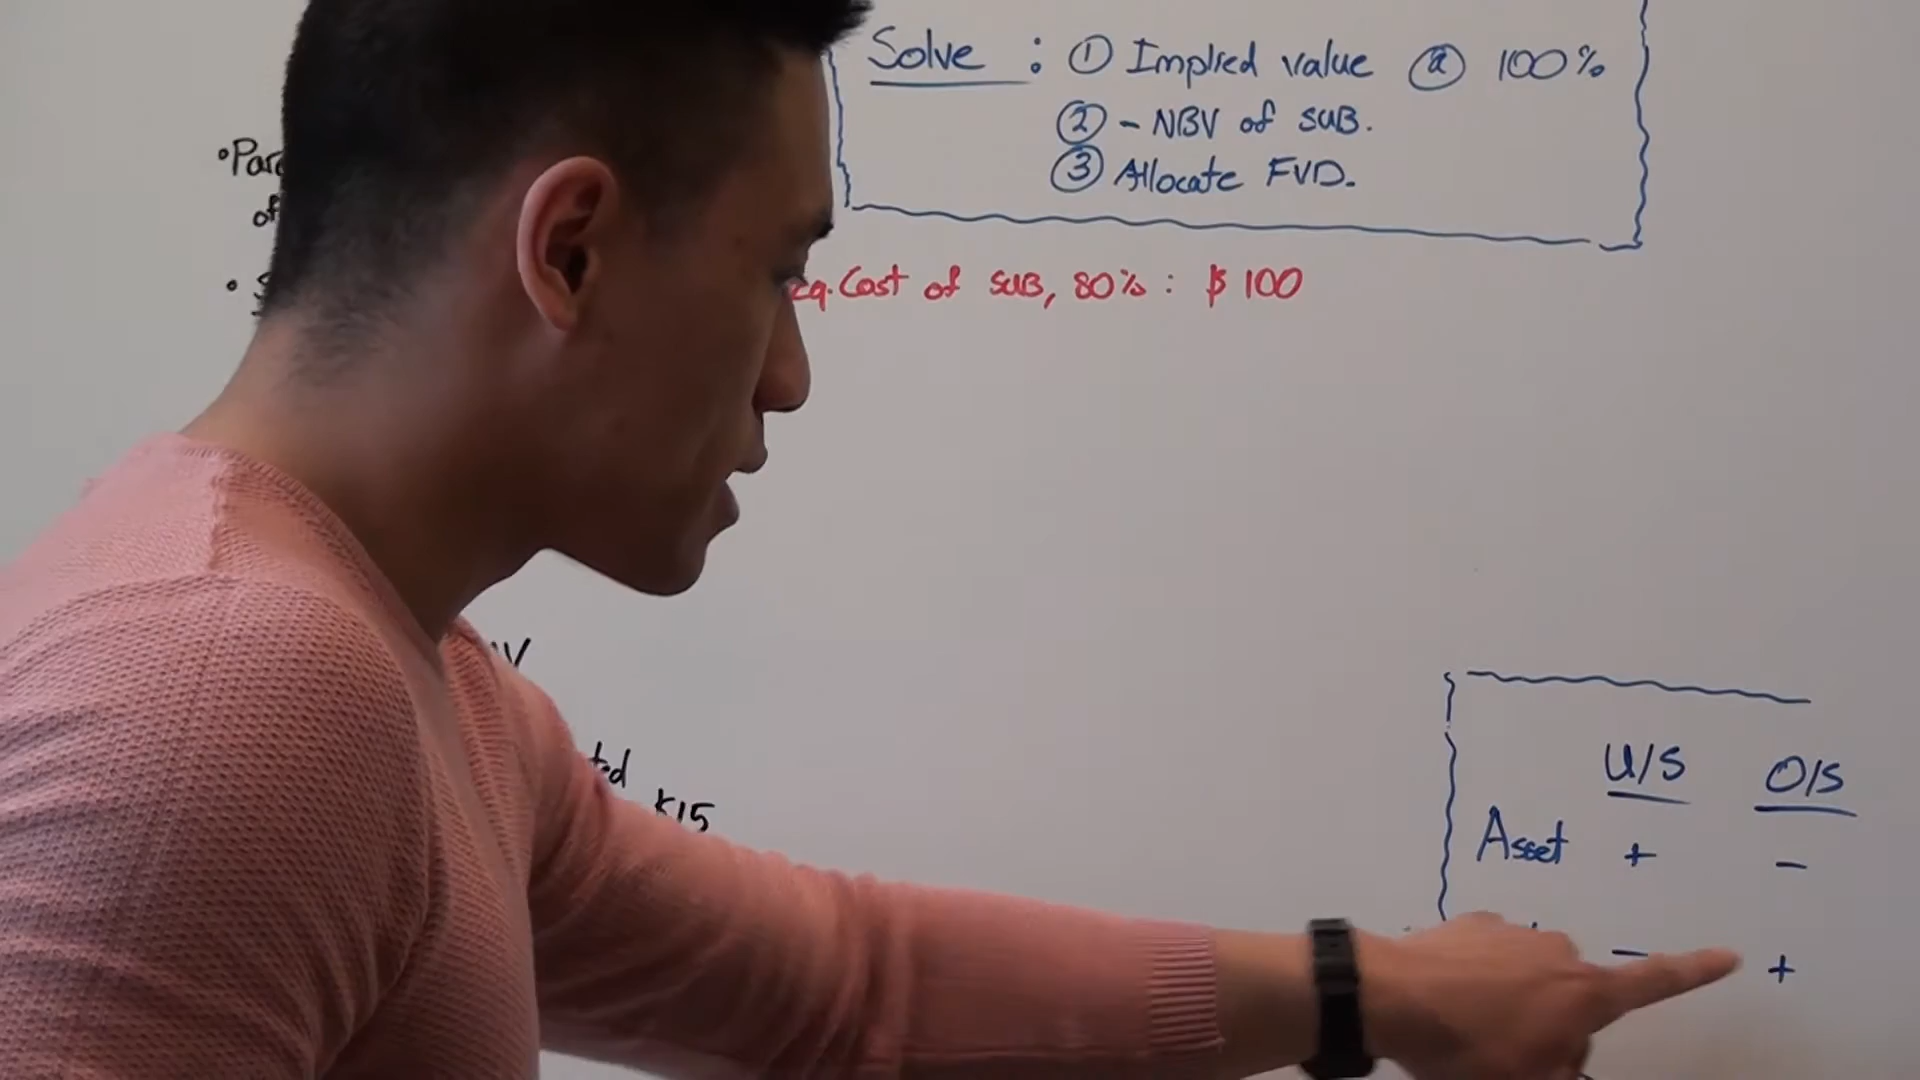 Solve : ① Implied value @ 100%
② - NBV of SUB.
③ Allocate FVD.
of
Cost of SUB, 80% : $ 100
$15
U/S O/S
Asset + -
- +